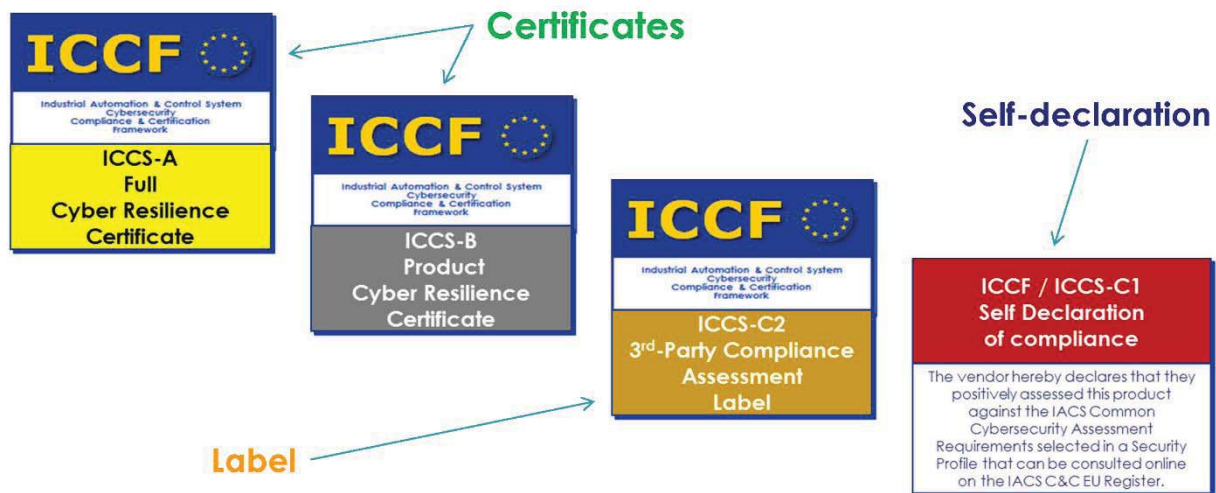 Certificates
ICCF
Industrial Automation & Control System
Cybersecurity
Compliance & Certification
Framework
ICCS-A
Full
Cyber Resilience
Certificate
ICCF
Industrial Automation & Control System
Cybersecurity
Compliance & Certification
Framework
ICCS-B
Product
Cyber Resilience
Certificate
Label
ICCF
Industrial Automation & Control System
Cybersecurity
Compliance & Certification
Framework
ICCS-C2
3rd-Party Compliance
Assessment
Label
Self-declaration
ICCF / ICCS-C1
Self Declaration
of compliance
The vendor hereby declares that they
positively assessed this product
against the IACS Common
Cybersecurity Assessment
Requirements selected in a Security
Profile that can be consulted online
on the IACS C&C EU Register.